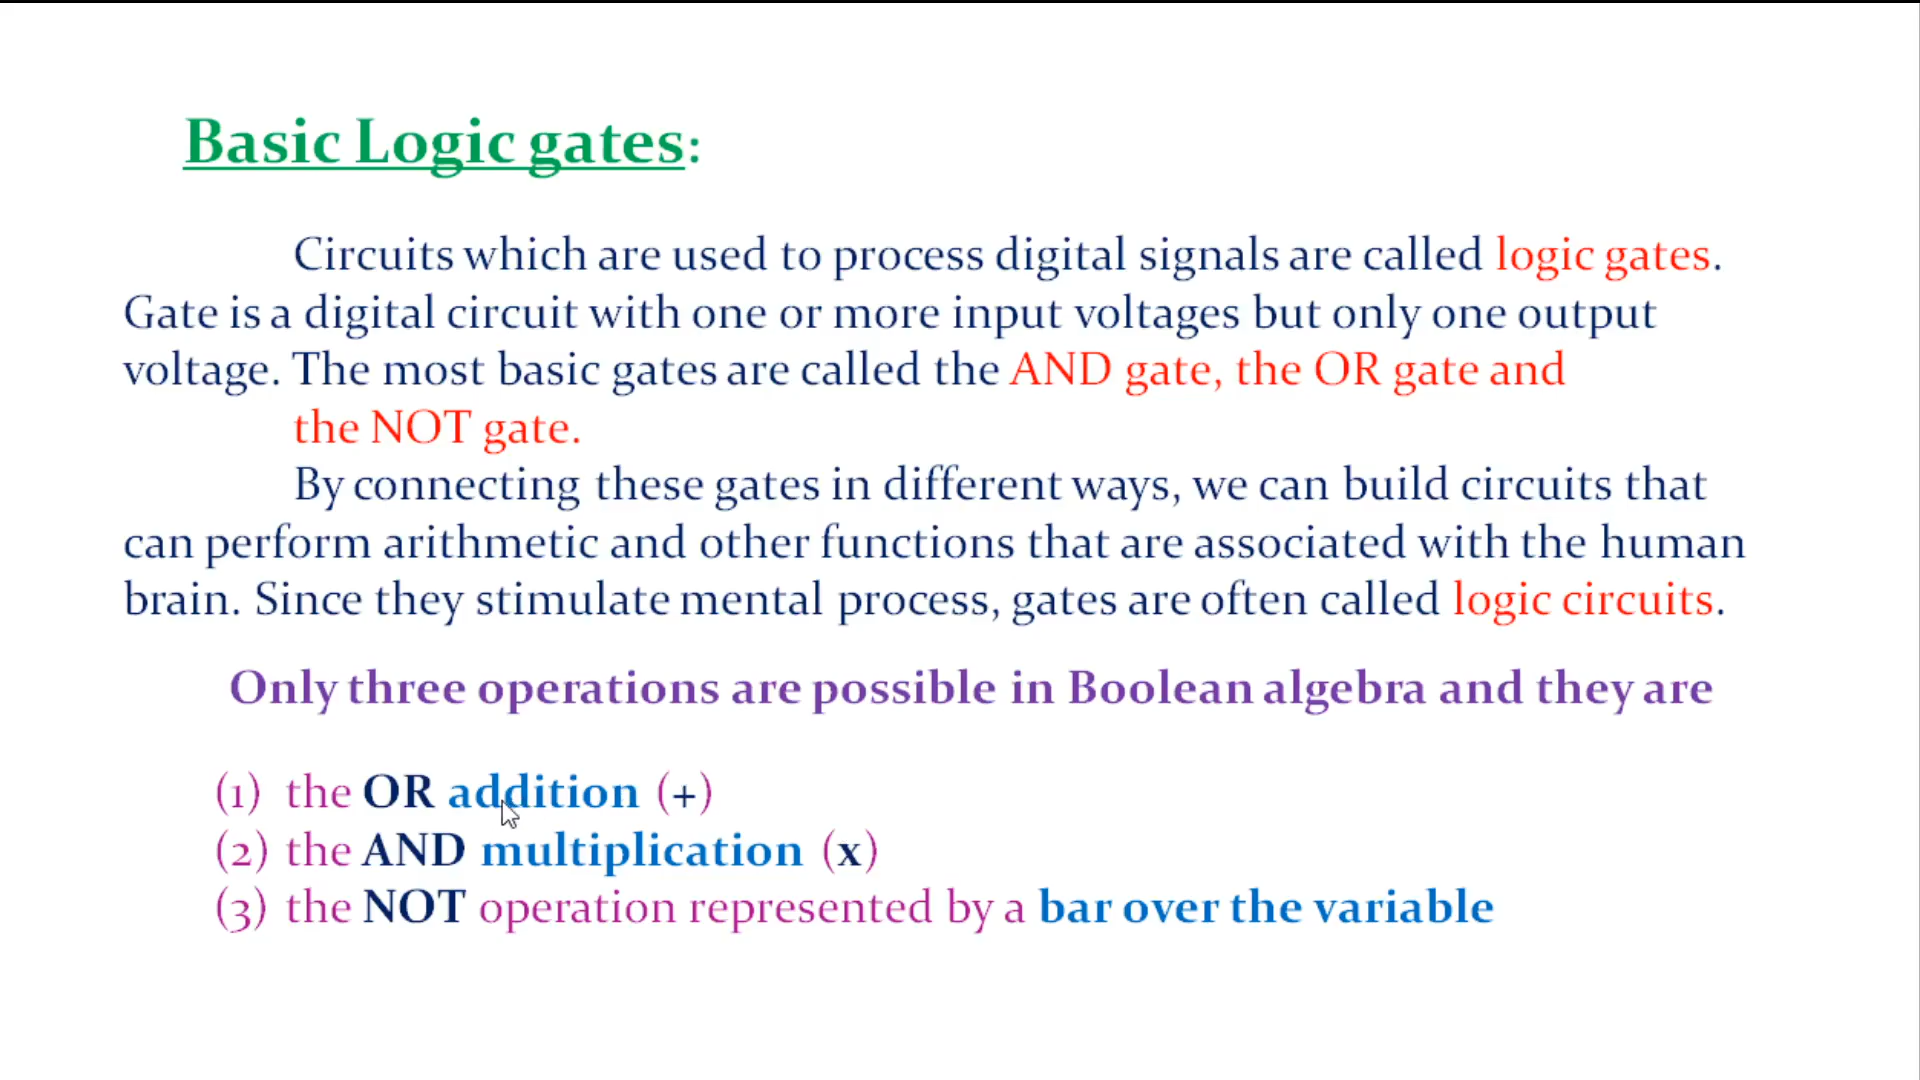 Basic Logic gates:
Circuits which are used to process digital signals are called logic gates.
Gate is a digital circuit with one or more input voltages but only one output
voltage. The most basic gates are called the AND gate, the OR gate and
the NOT gate.
By connecting these gates in different ways, we can build circuits that
can perform arithmetic and other functions that are associated with the human
brain. Since they stimulate mental process, gates are often called logic circuits.
Only three operations are possible in Boolean algebra and they are
(1) the OR addition (+)
(2) the AND multiplication (x)
(3) the NOT operation represented by a bar over the variable